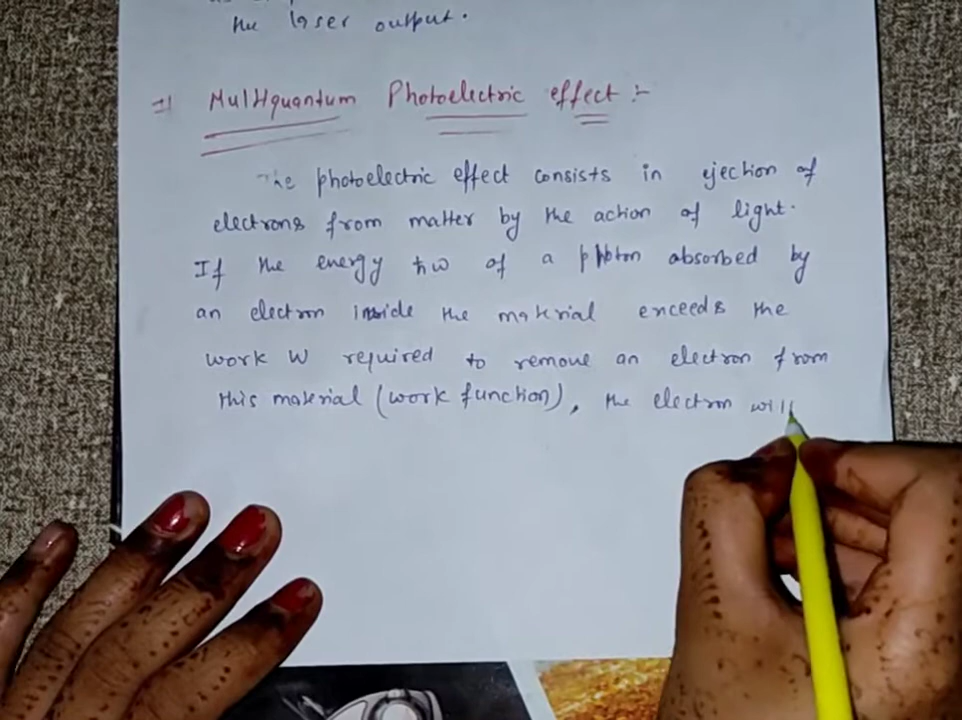 the laser output.
=) Multiquantum Photoelectric effect :-
The photoelectric effect consists in ejection of
electrons from matter by the action of light.
If the energy ħω of a photon absorbed by
an electron inside the material exceeds the
work W required to remove an electron from
this material (work function), the electron will